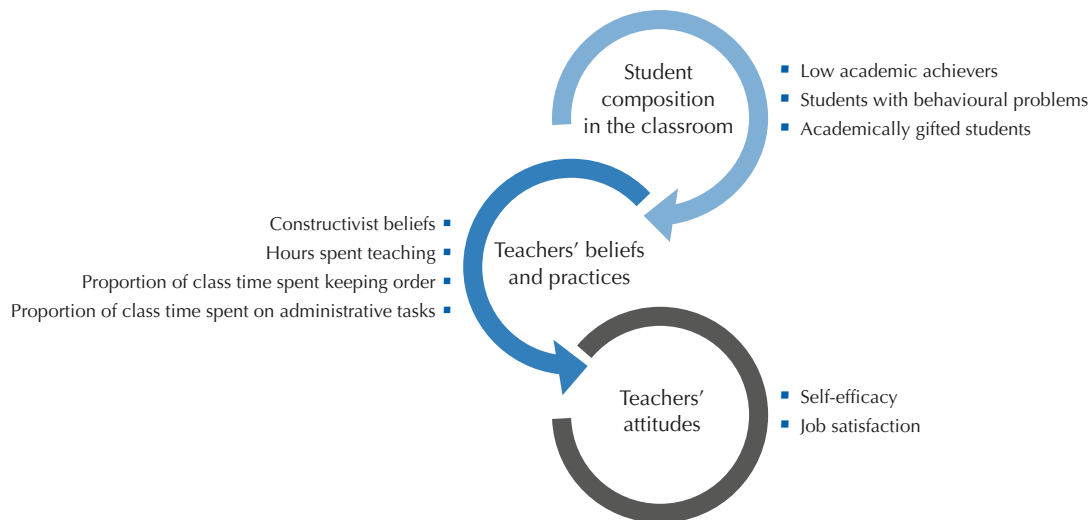 Student
composition
in the classroom
Low academic achievers
Students with behavioural problems
Academically gifted students
Constructivist beliefs
Hours spent teaching
Proportion of class time spent keeping order
Proportion of class time spent on administrative tasks
Teachers’ beliefs
and practices
Teachers’
attitudes
Self-efficacy
Job satisfaction